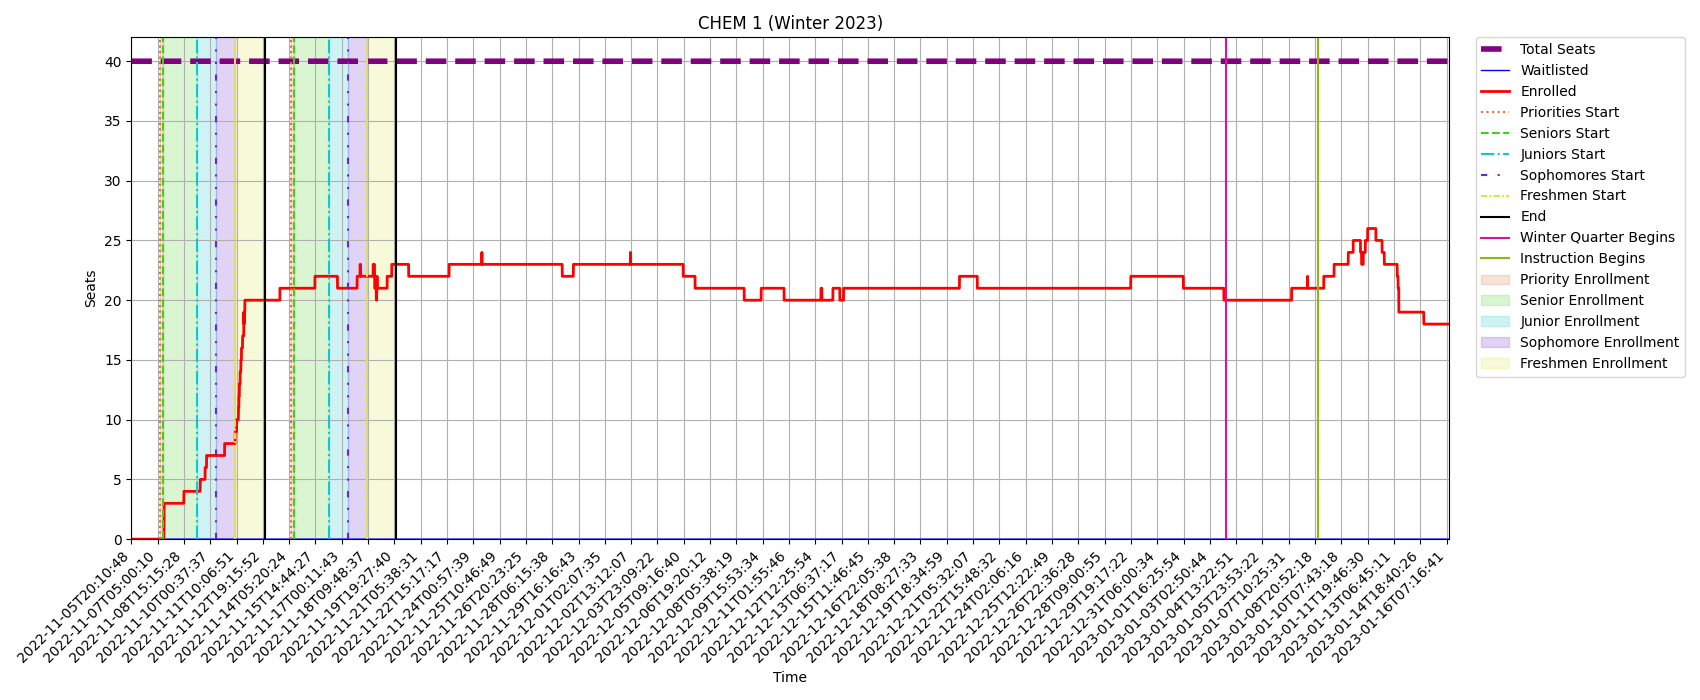 CHEM 1 (Winter 2023)
40
35
30
25
20
15
10
5
0
Seats
2022-11-05T20:10:48
2022-11-07T05:00:10
2022-11-08T15:15:28
2022-11-10T00:37:37
2022-11-11T10:06:51
2022-11-12T19:15:52
2022-11-14T05:20:24
2022-11-15T14:44:27
2022-11-17T00:11:43
2022-11-18T09:48:37
2022-11-19T19:27:40
2022-11-21T05:38:31
2022-11-22T15:17:17
2022-11-24T00:57:39
2022-11-25T10:46:49
2022-11-26T20:23:25
2022-11-28T06:15:38
2022-11-29T16:16:43
2022-12-01T02:07:35
2022-12-02T13:12:07
2022-12-03T23:09:22
2022-12-05T09:16:40
2022-12-06T19:20:12
2022-12-08T05:38:19
2022-12-09T15:53:34
2022-12-11T01:55:46
2022-12-12T12:25:54
2022-12-13T06:37:17
2022-12-15T11:46:45
2022-12-16T22:05:38
2022-12-18T08:27:33
2022-12-19T18:34:59
2022-12-21T05:32:07
2022-12-22T15:48:32
2022-12-24T02:06:16
2022-12-25T12:22:49
2022-12-26T22:36:28
2022-12-28T09:00:55
2022-12-29T19:17:22
2022-12-31T06:00:34
2023-01-01T16:25:54
2023-01-03T02:50:44
2023-01-04T13:22:51
2023-01-05T23:53:22
2023-01-07T10:25:31
2023-01-08T20:52:18
2023-01-10T07:43:18
2023-01-11T19:46:30
2023-01-13T06:45:11
2023-01-14T18:40:26
2023-01-16T07:16:41
Time
Total Seats
Waitlisted
Enrolled
Priorities Start
Seniors Start
Juniors Start
Sophomores Start
Freshmen Start
End
Winter Quarter Begins
Instruction Begins
Priority Enrollment
Senior Enrollment
Junior Enrollment
Sophomore Enrollment
Freshmen Enrollment